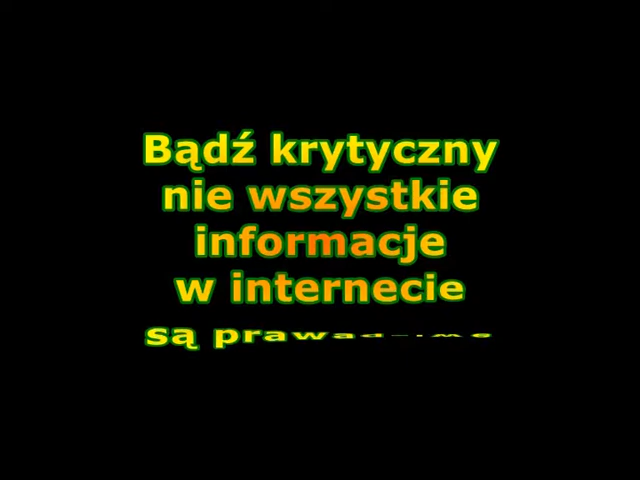 Bądź krytyczny
nie wszystkie
informacje
w internecie
są